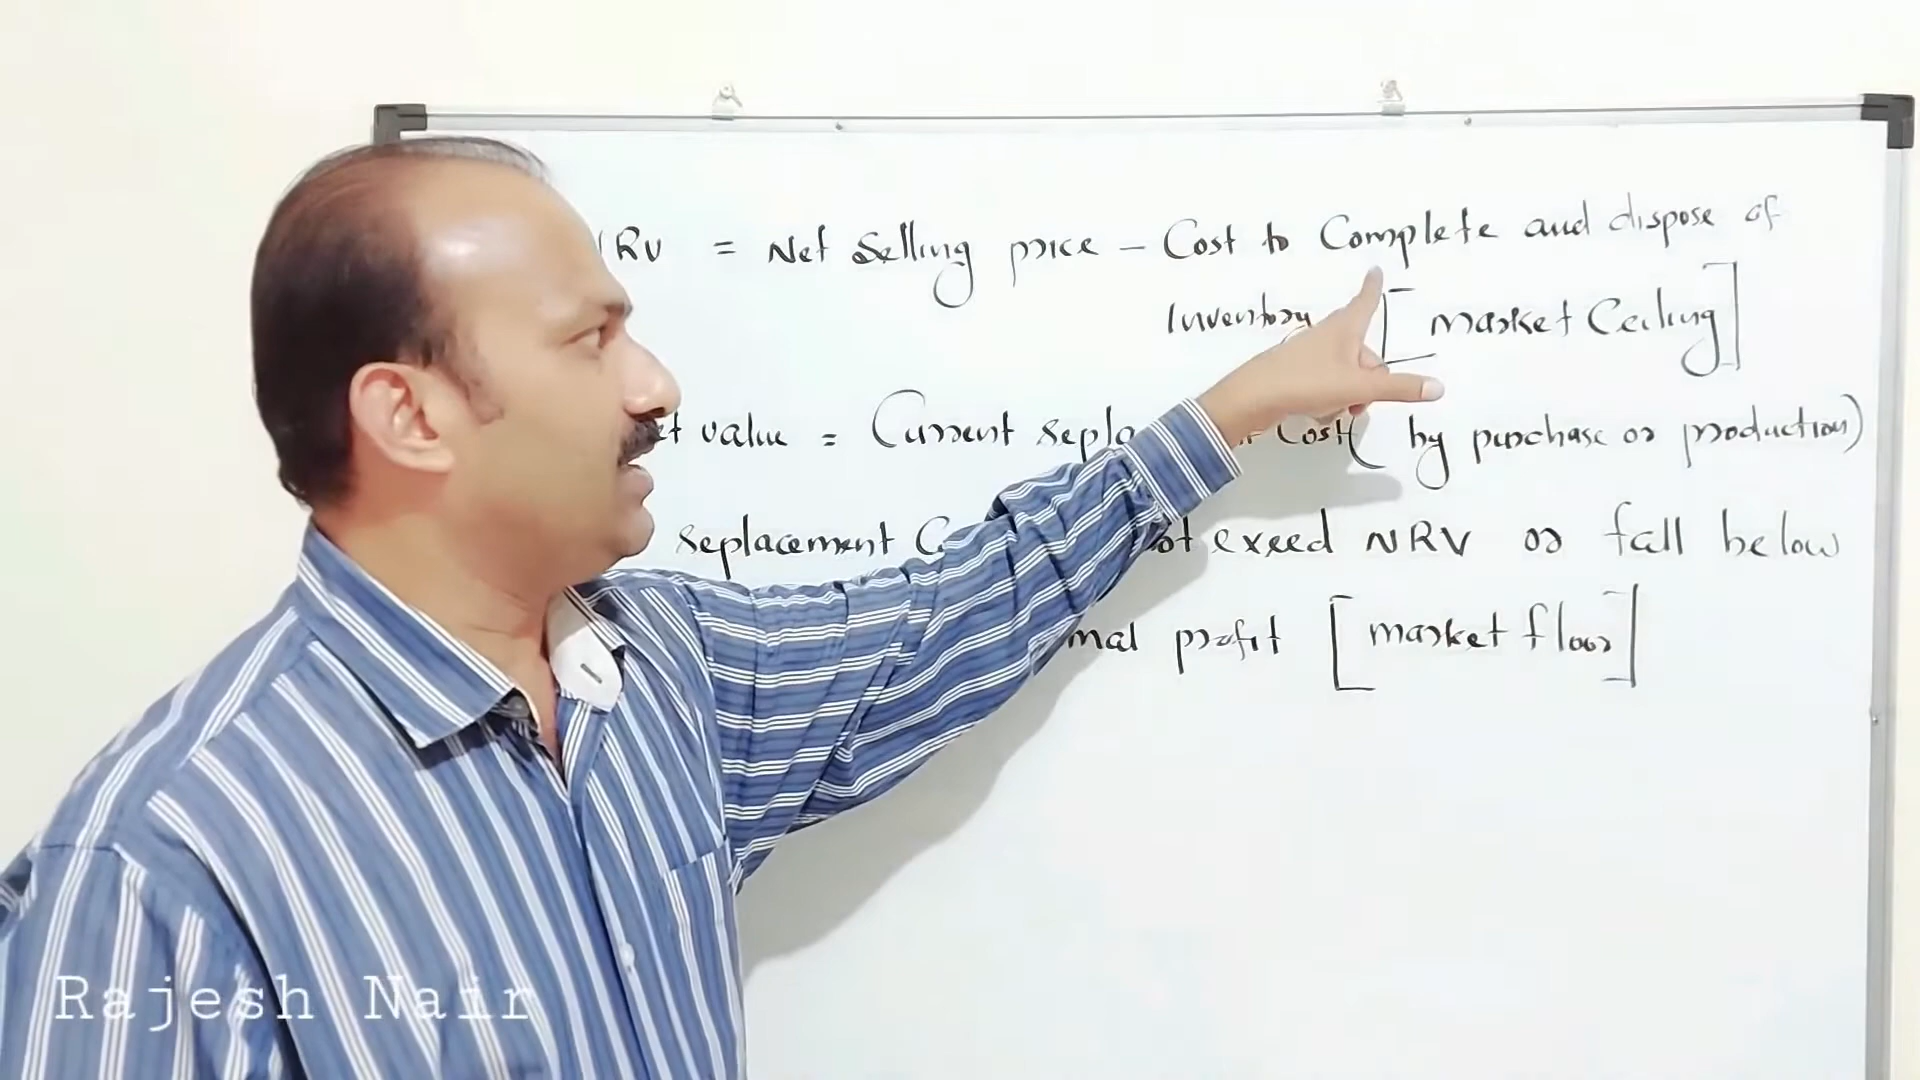 RV = Net Selling price - Cost to Complete and dispose of
Inventory [market Ceiling]
value = Current Cost (by purchase or production)
replacement exeed NRV or fall below
profit [market floor]
Rajesh Nair